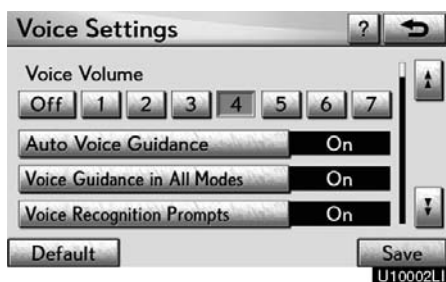 Voice Settings ?
Voice Volume
Off 1 2 3 4 5 6 7
Auto Voice Guidance On
Voice Guidance in All Modes On
Voice Recognition Prompts On
Default Save
U10002LI